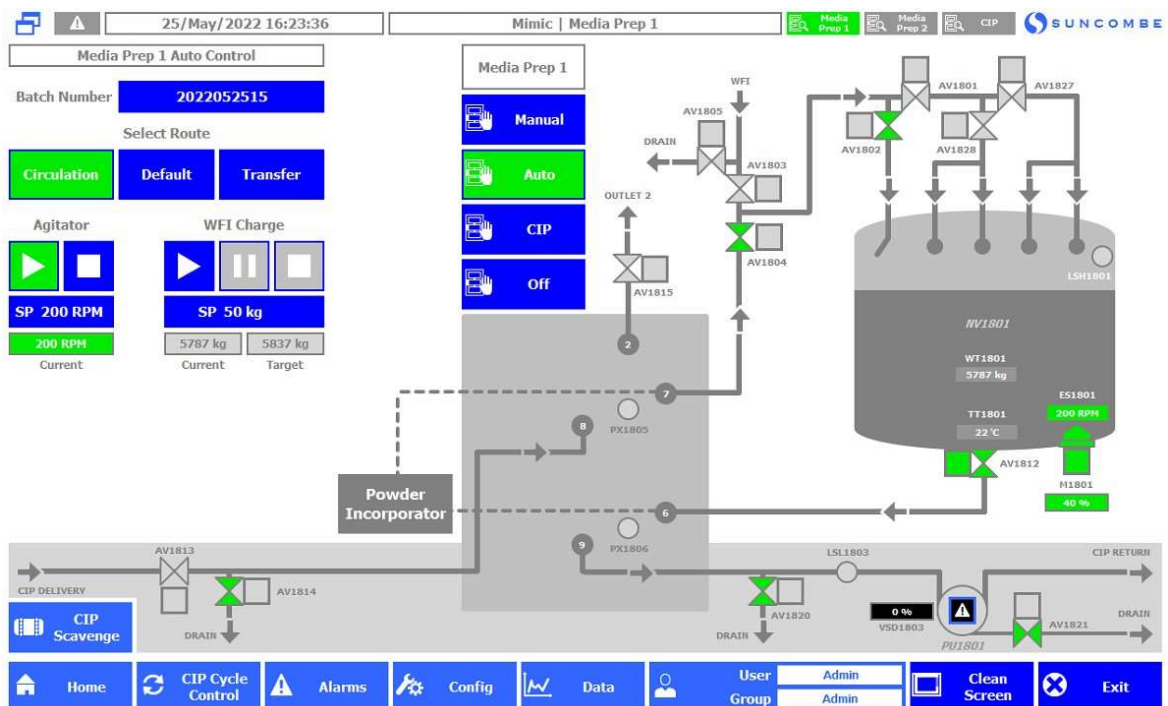 25/May/2022 16:23:36
Mimic | Media Prep 1
Media Prep 1
Media Prep 2
CIP
SUNCOMBE
Media Prep 1 Auto Control
Batch Number
2022052515
Select Route
Circulation
Default
Transfer
Agitator
WFI Charge
SP 200 RPM
SP 50 kg
200 RPM
5787 kg
5837 kg
Current
Current
Target
Media Prep 1
Manual
Auto
CIP
Off
WFI
AV1805
DRAIN
AV1803
OUTLET 2
AV1804
AV1815
AV1801
AV1827
AV1802
AV1828
LSH1801
NV1801
WT1801
5787 kg
TT1801
22 °C
ES1801
200 RPM
AV1812
M1801
40 %
2
7
PX1805
8
Powder
Incorporator
6
PX1806
9
AV1813
CIP DELIVERY
AV1814
DRAIN
CIP
Scavenge
LSL1803
CIP RETURN
AV1820
DRAIN
0 %
VSD1803
PU1801
AV1821
DRAIN
Home
CIP Cycle
Control
Alarms
Config
Data
User
Admin
Group
Admin
Clean
Screen
Exit